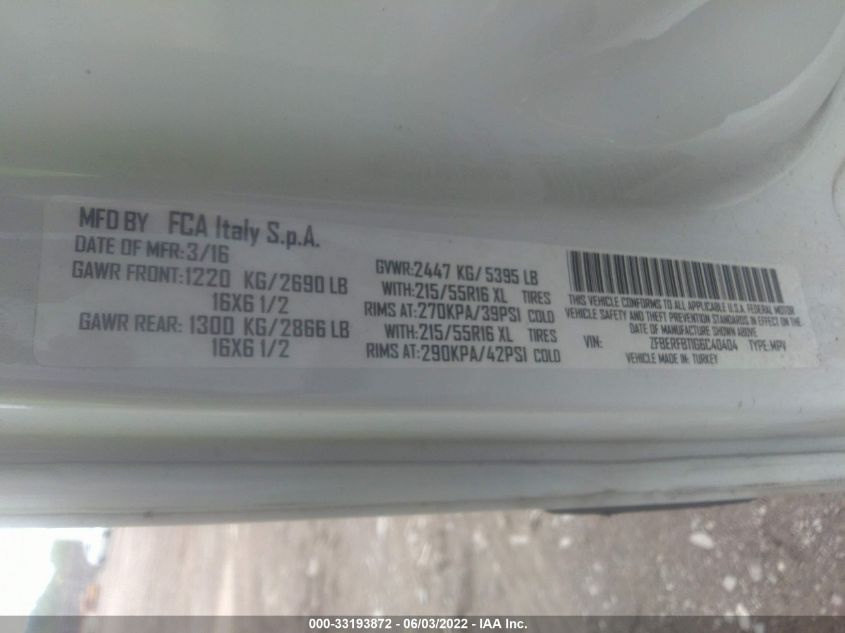 MFD BY FCA Italy S.p.A.
DATE OF MFR: 3/16
GAWR FRONT: 1220 KG/2690 LB
16X6 1/2
GAWR REAR: 1300 KG/2866 LB
16X6 1/2
GVWR: 2447 KG/5395 LB
WITH: 215/55R16 XL TIRES
RIMS AT: 270KPA/39PSI COLD
WITH: 215/55R16 XL TIRES
RIMS AT: 290KPA/42PSI COLD
THIS VEHICLE CONFORMS TO ALL APPLICABLE U.S.A. FEDERAL MOTOR
VEHICLE SAFETY AND THEFT PREVENTION STANDARDS IN EFFECT ON THE
DATE OF MANUFACTURE SHOWN ABOVE
VIN: ZFBERFBT1G6C40404 TYPE: MPV
VEHICLE MADE IN: TURKEY
000-33193872 - 06/03/2022 - IAA Inc.